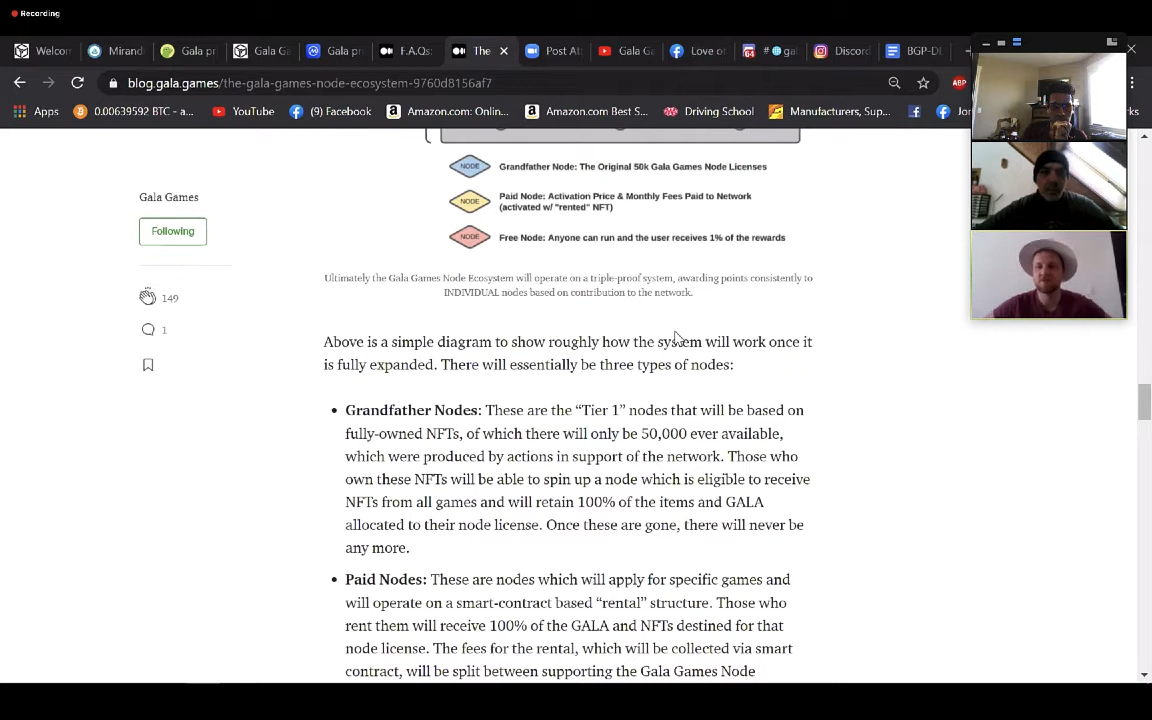 Recording
Welcor
Mirand
Gala pr
Gala Ga
Gala pr
F.A.Qs:
The
Post At
Gala Ga
Love of
gal
Discord
BGP-DE
blog.gala.games/the-gala-games-node-ecosystem-9760d8156af7
ABP
Apps
0.00639592 BTC - a...
YouTube
(9) Facebook
Amazon.com: Onlin...
Amazon.com Best S...
Driving School
Manufacturers, Sup...
Jor
rks
NODE
Grandfather Node: The Original 50k Gala Games Node Licenses
NODE
Paid Node: Activation Price & Monthly Fees Paid to Network
(activated w/ "rented" NFT)
NODE
Free Node: Anyone can run and the user receives 1% of the rewards
Gala Games
Following
149
1
Ultimately the Gala Games Node Ecosystem will operate on a triple-proof system, awarding points consistently to
INDIVIDUAL nodes based on contribution to the network.
Above is a simple diagram to show roughly how the system will work once it
is fully expanded. There will essentially be three types of nodes:
• Grandfather Nodes: These are the “Tier 1” nodes that will be based on
fully-owned NFTs, of which there will only be 50,000 ever available,
which were produced by actions in support of the network. Those who
own these NFTs will be able to spin up a node which is eligible to receive
NFTs from all games and will retain 100% of the items and GALA
allocated to their node license. Once these are gone, there will never be
any more.
• Paid Nodes: These are nodes which will apply for specific games and
will operate on a smart-contract based “rental” structure. Those who
rent them will receive 100% of the GALA and NFTs destined for that
node license. The fees for the rental, which will be collected via smart
contract, will be split between supporting the Gala Games Node